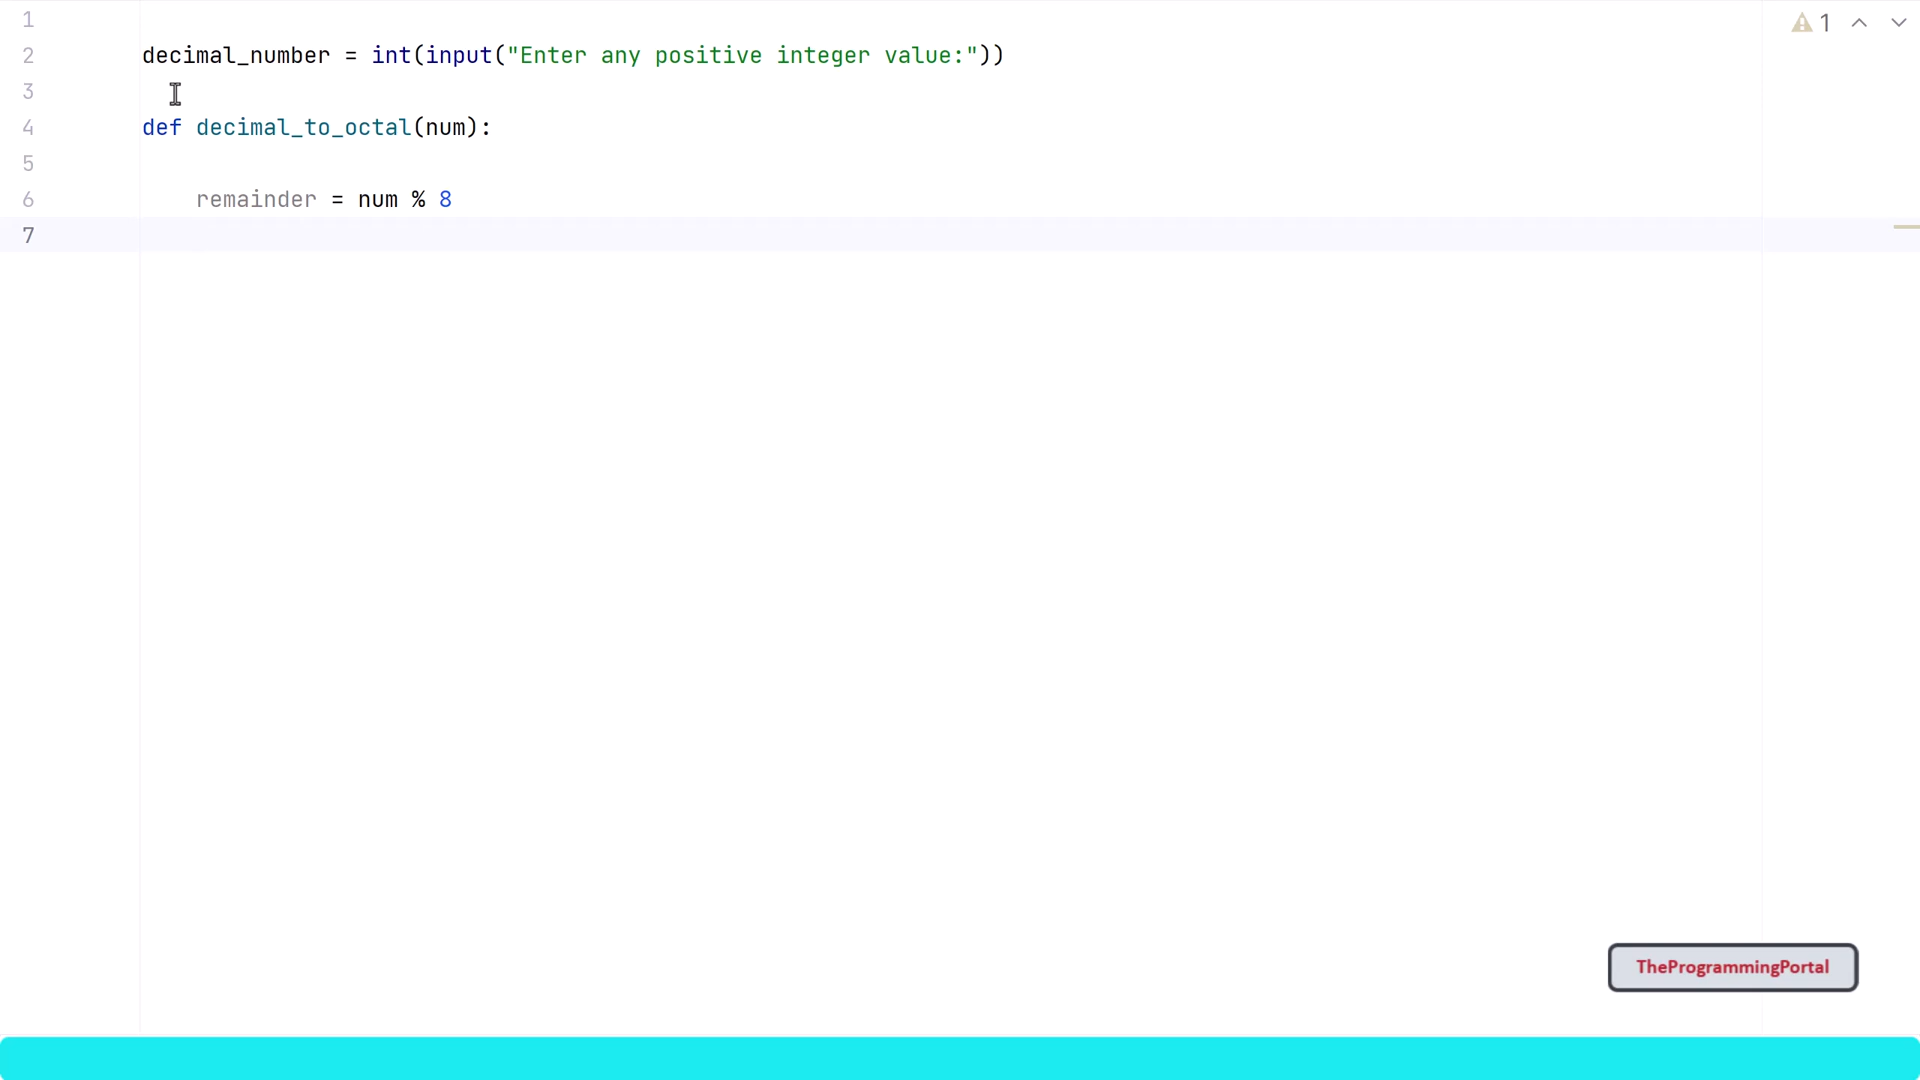 1
2 decimal_number = int(input("Enter any positive integer value:"))
3
4 def decimal_to_octal(num):
5
6 remainder = num % 8
7
1
TheProgrammingPortal